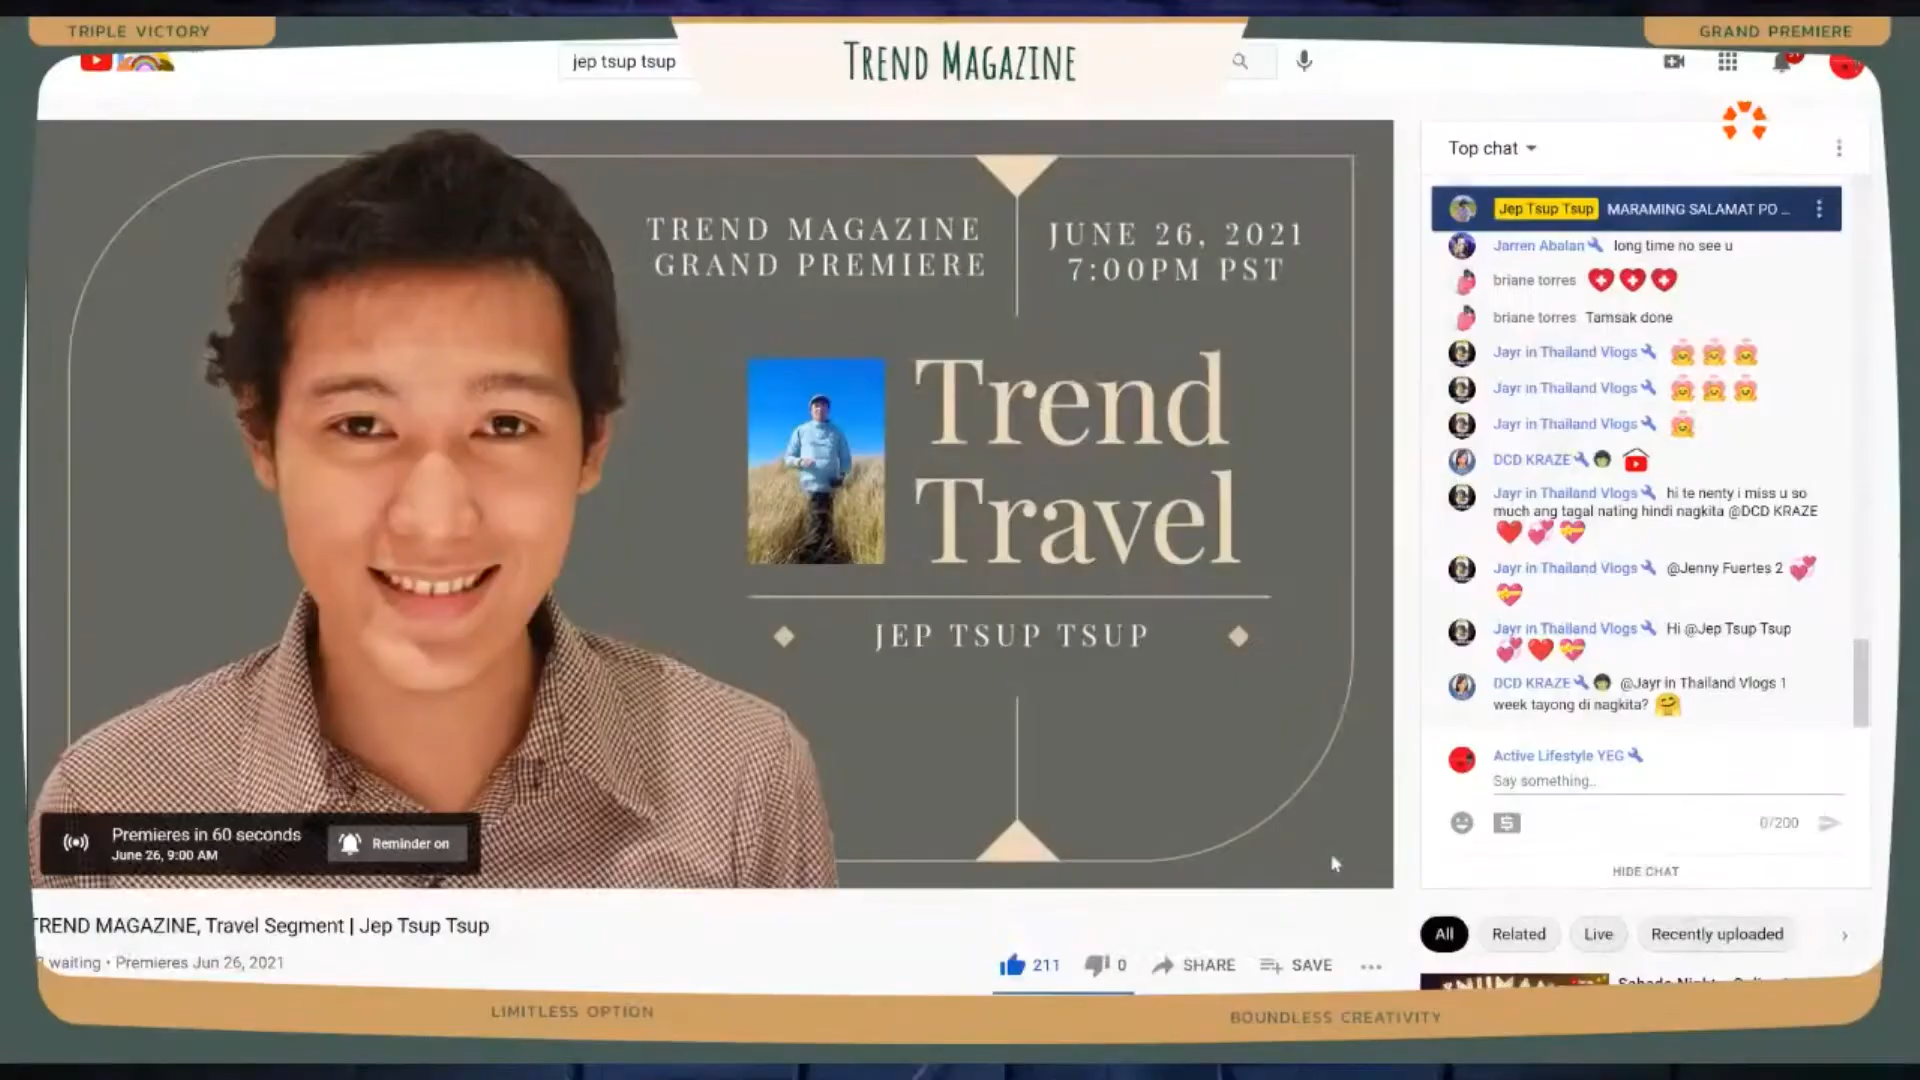 TRIPLE VICTORY
GRAND PREMIERE
TREND MAGAZINE
jep tsup tsup
TREND MAGAZINE
GRAND PREMIERE
JUNE 26, 2021
7:00PM PST
Trend
Travel
JEP TSUP TSUP
Premieres in 60 seconds
June 26, 9:00 AM
Reminder on
TREND MAGAZINE, Travel Segment | Jep Tsup Tsup
waiting • Premieres Jun 26, 2021
211
0
SHARE
SAVE
Top chat
Jep Tsup Tsup MARAMING SALAMAT PO ...
Jarren Abalan long time no see u
briane torres
briane torres Tamsak done
Jayr in Thailand Vlogs
Jayr in Thailand Vlogs
Jayr in Thailand Vlogs
DCD KRAZE
Jayr in Thailand Vlogs hi te nenty i miss u so
much ang tagal nating hindi nagkita @DCD KRAZE
Jayr in Thailand Vlogs @Jenny Fuertes 2
Jayr in Thailand Vlogs Hi @Jep Tsup Tsup
DCD KRAZE @Jayr in Thailand Vlogs 1
week tayong di nagkita?
Active Lifestyle YEG
Say something...
0/200
HIDE CHAT
All
Related
Live
Recently uploaded
LIMITLESS OPTION
BOUNDLESS CREATIVITY